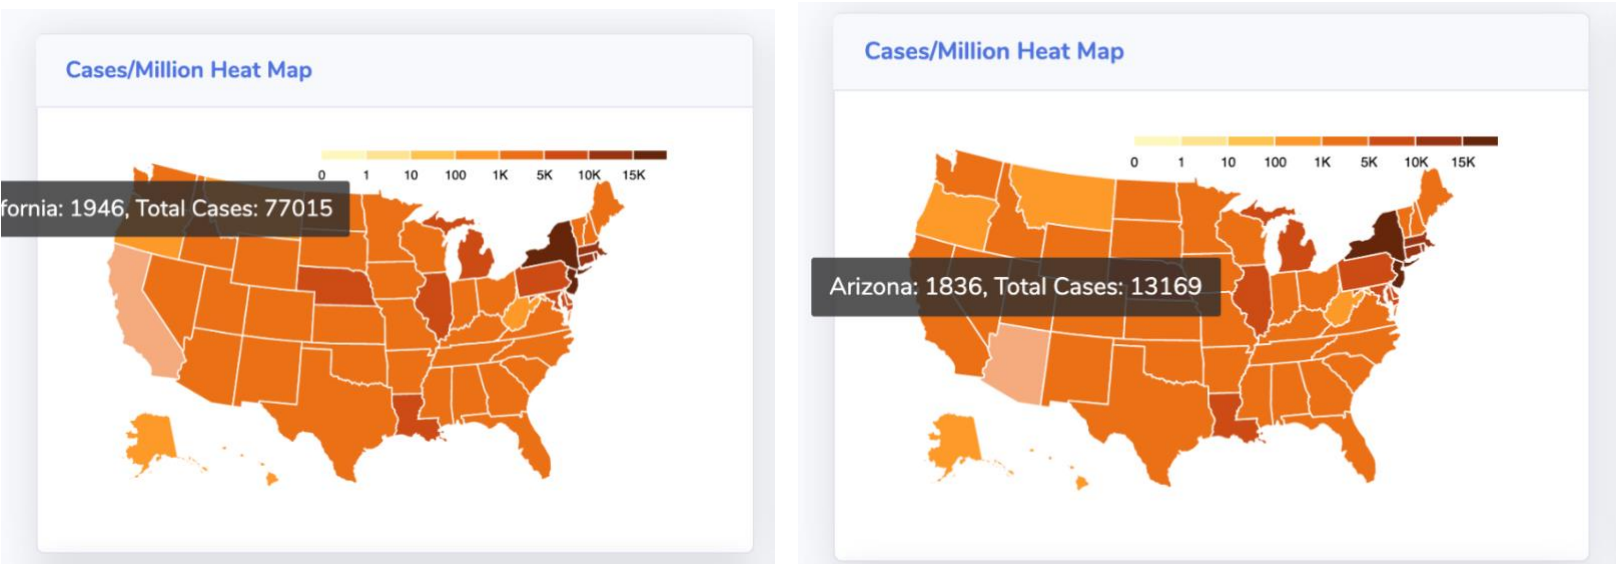 Cases/Million Heat Map
0 1 10 100 1K 5K 10K 15K
fornia: 1946, Total Cases: 77015
Cases/Million Heat Map
0 1 10 100 1K 5K 10K 15K
Arizona: 1836, Total Cases: 13169